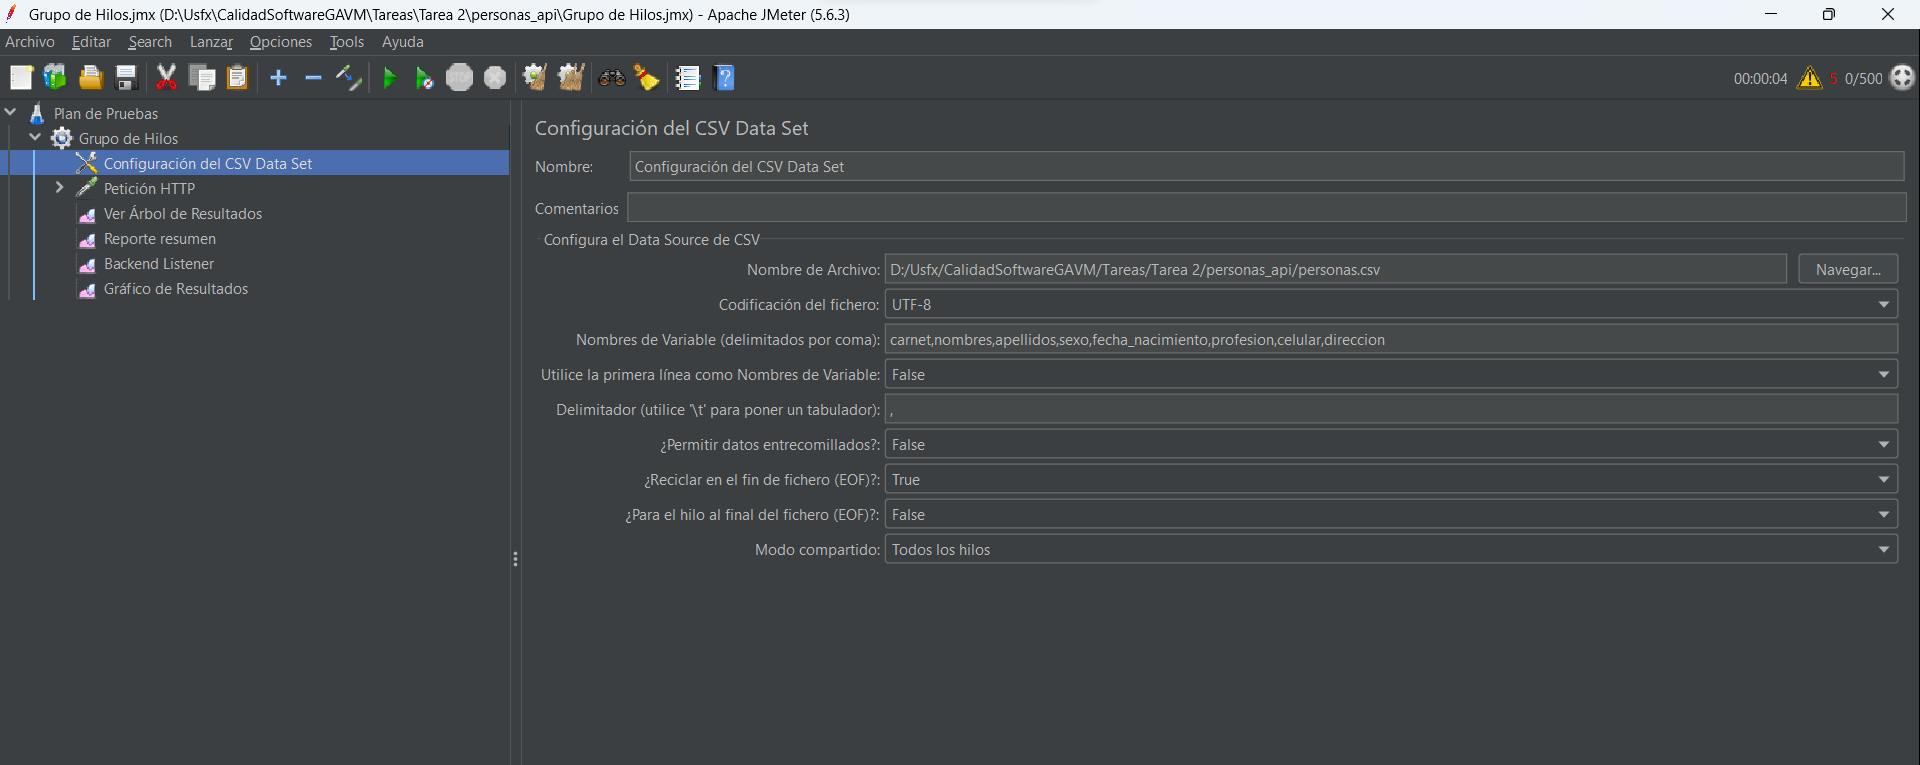 Grupo de Hilos.jmx (D:\Usfx\CalidadSoftwareGAVM\Tareas\Tarea 2\personas_api\Grupo de Hilos.jmx) - Apache JMeter (5.6.3)
Archivo Editar Search Lanzar Opciones Tools Ayuda
STOP 00:00:04 5 0/500
Plan de Pruebas
Grupo de Hilos
Configuración del CSV Data Set
Petición HTTP
Ver Árbol de Resultados
Reporte resumen
Backend Listener
Gráfico de Resultados
Configuración del CSV Data Set
Nombre: Configuración del CSV Data Set
Comentarios
Configura el Data Source de CSV
Nombre de Archivo: D:/Usfx/CalidadSoftwareGAVM/Tareas/Tarea 2/personas_api/personas.csv Navegar...
Codificación del fichero: UTF-8
Nombres de Variable (delimitados por coma): carnet,nombres,apellidos,sexo,fecha_nacimiento,profesion,celular,direccion
Utilice la primera línea como Nombres de Variable: False
Delimitador (utilice '\t' para poner un tabulador): ,
¿Permitir datos entrecomillados?: False
¿Reciclar en el fin de fichero (EOF)?: True
¿Para el hilo al final del fichero (EOF)?: False
Modo compartido: Todos los hilos